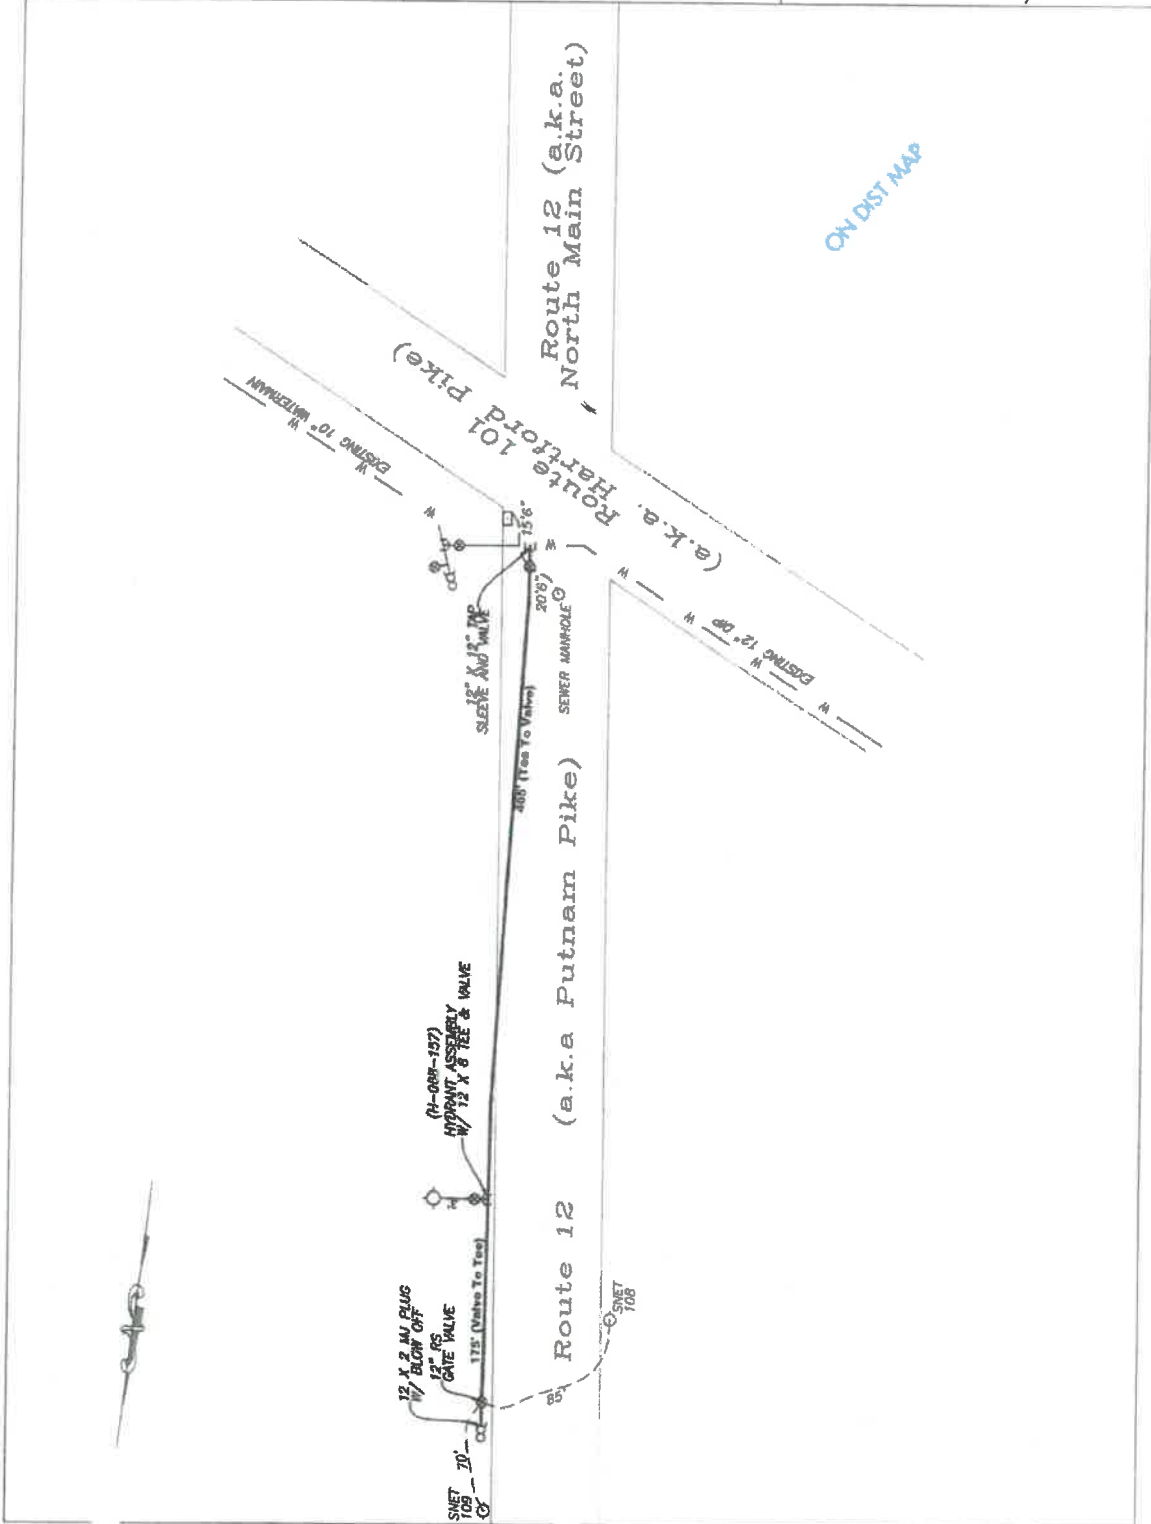 Route 12 (a.k.a.
North Main Street)
ON DIST MAP
Route 101
(a.k.a. Hartford Pike)
EXISTING 10" WATERMAIN
W
W
W
W
15'6"
20'6"
12" X 12" TAP
SLEEVE AND VALVE
SEWER MANHOLE
W
W
W
W
W
EXISTING 12" DIP
(Tee To Valve)
Route 12 (a.k.a Putnam Pike)
HYDRANT ASSEMBLY
W/ 12 X 8 TEE & VALVE
175' (Valve To Tee)
12 X 2 MJ PLUG
W/ BLOW OFF
12" RS
GATE VALVE
85'
SNET
108
70'
SNET
109